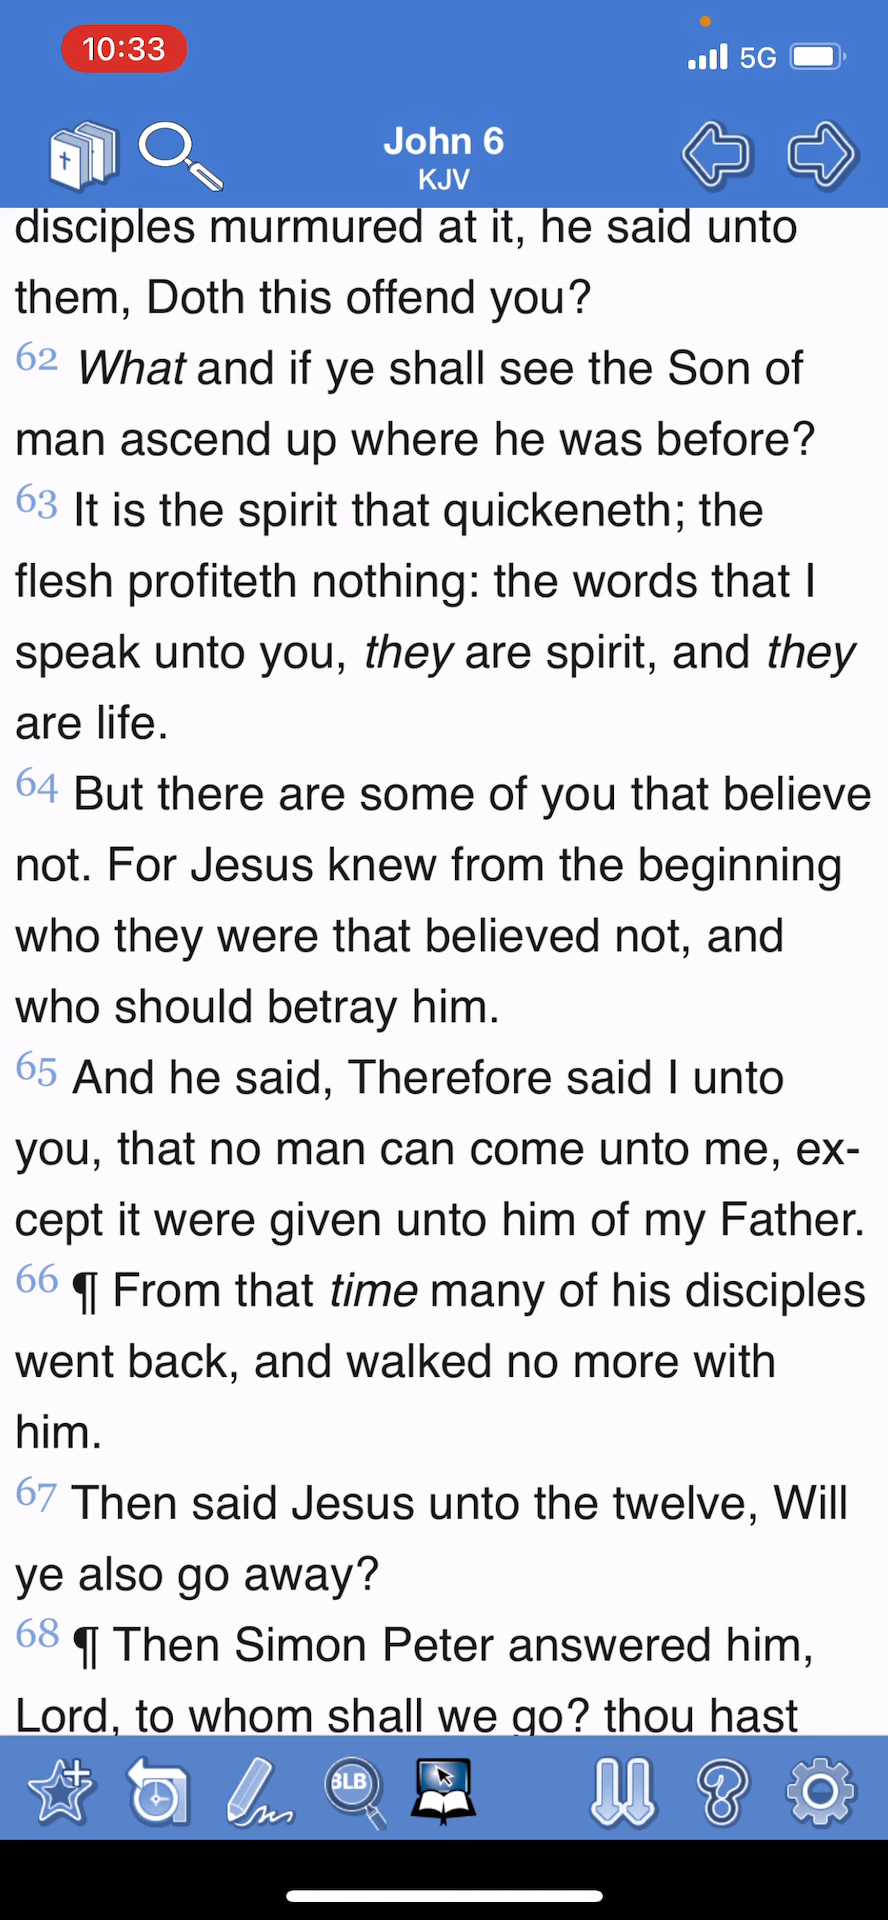 10:33
5G
John 6
KJV
disciples murmured at it, he said unto
them, Doth this offend you?
62 What and if ye shall see the Son of
man ascend up where he was before?
63 It is the spirit that quickeneth; the
flesh profiteth nothing: the words that I
speak unto you, they are spirit, and they
are life.
64 But there are some of you that believe
not. For Jesus knew from the beginning
who they were that believed not, and
who should betray him.
65 And he said, Therefore said I unto
you, that no man can come unto me, ex-
cept it were given unto him of my Father.
66 ¶ From that time many of his disciples
went back, and walked no more with
him.
67 Then said Jesus unto the twelve, Will
ye also go away?
68 ¶ Then Simon Peter answered him,
Lord, to whom shall we go? thou hast
BLB